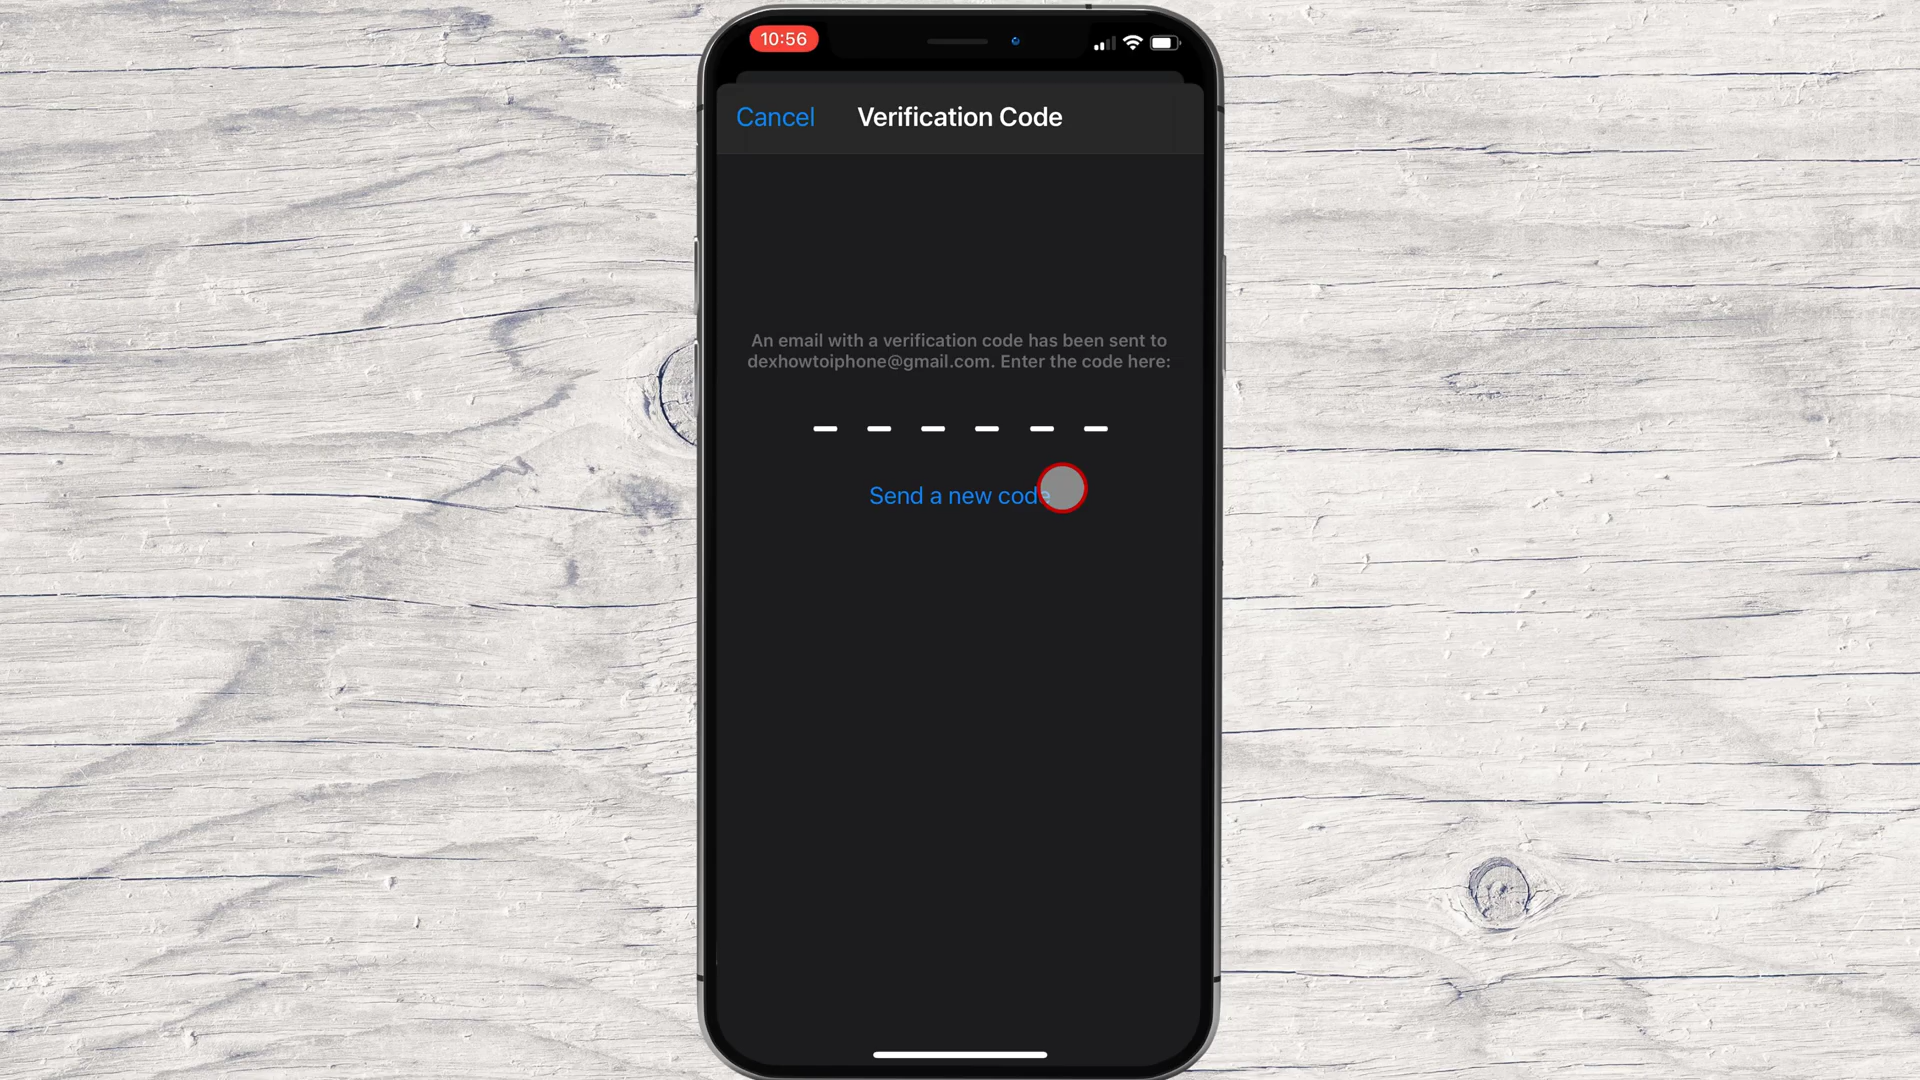 10:56
Cancel
Verification Code
An email with a verification code has been sent to
dexhowtoiphone@gmail.com. Enter the code here:
Send a new code